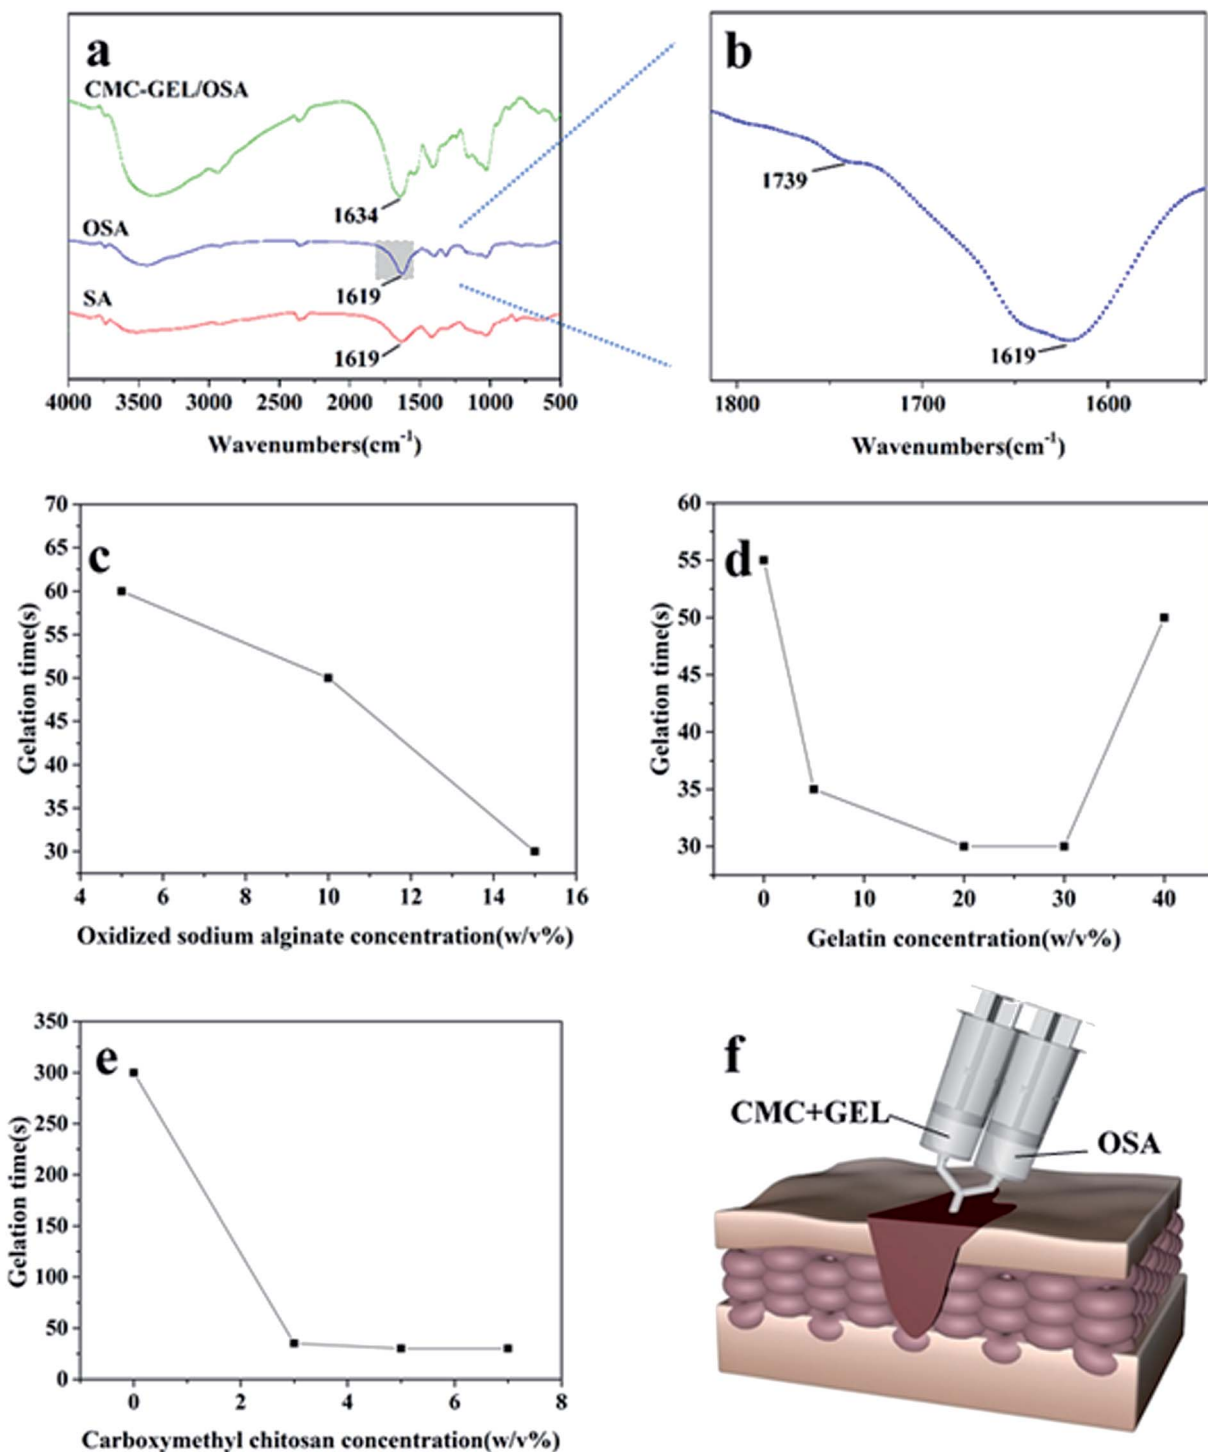 a
CMC-GEL/OSA
1634
OSA
1619
SA
1619
4000 3500 3000 2500 2000 1500 1000 500
Wavenumbers(cm⁻¹)
b
1739
1619
1800 1700 1600
Wavenumbers(cm⁻¹)
c
70
65
60
55
50
45
40
35
30
4 6 8 10 12 14 16
Gelation time(s)
Oxidized sodium alginate concentration(w/v%)
d
60
55
50
45
40
35
30
0 10 20 30 40
Gelation time(s)
Gelatin concentration(w/v%)
e
350
300
250
200
150
100
50
0
0 2 4 6 8
Gelation time(s)
Carboxymethyl chitosan concentration(w/v%)
f
CMC+GEL
OSA